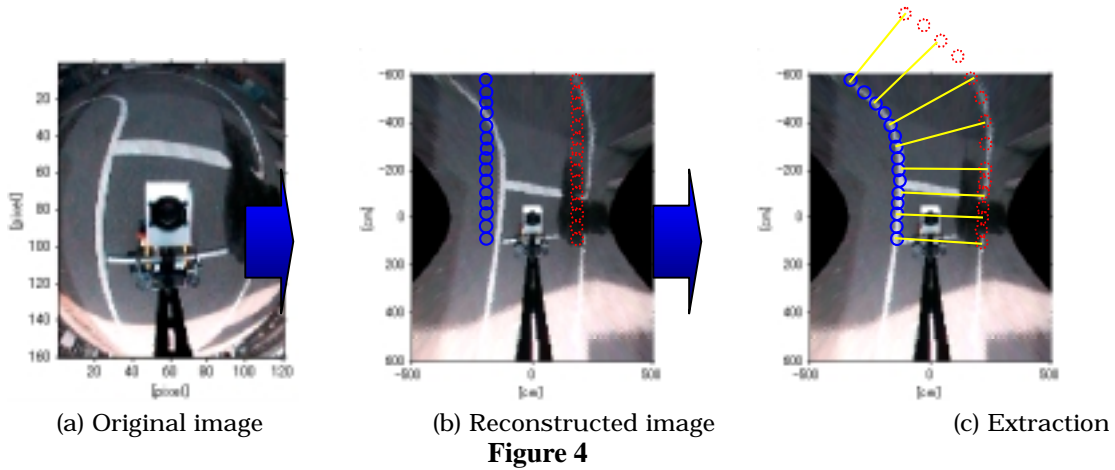 20
40
60
80
100
120
140
160
[pixel]
20 40 60 80 100 120
[pixel]
-600
-400
-200
0
200
400
600
[cm]
-500 0 500
[cm]
-600
-400
-200
0
200
400
600
[cm]
-500 0 500
[cm]
(a) Original image
(b) Reconstructed image
(c) Extraction
Figure 4